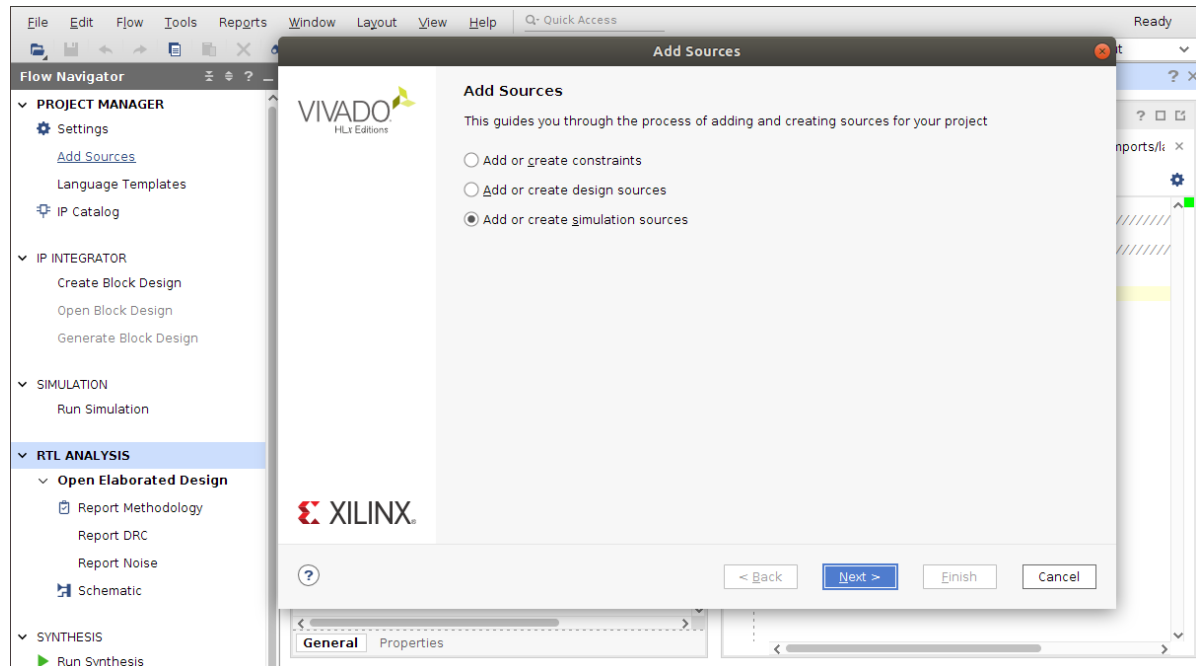 File Edit Flow Tools Reports Window Layout View Help Q- Quick Access Ready
Add Sources
Flow Navigator
PROJECT MANAGER
Settings
Add Sources
Language Templates
IP Catalog
IP INTEGRATOR
Create Block Design
Open Block Design
Generate Block Design
SIMULATION
Run Simulation
RTL ANALYSIS
Open Elaborated Design
Report Methodology
Report DRC
Report Noise
Schematic
SYNTHESIS
Run Synthesis
VIVADO
HLx Editions
Add Sources
This guides you through the process of adding and creating sources for your project
Add or create constraints
Add or create design sources
Add or create simulation sources
XILINX
< Back Next > Finish Cancel
General Properties
////////
////////